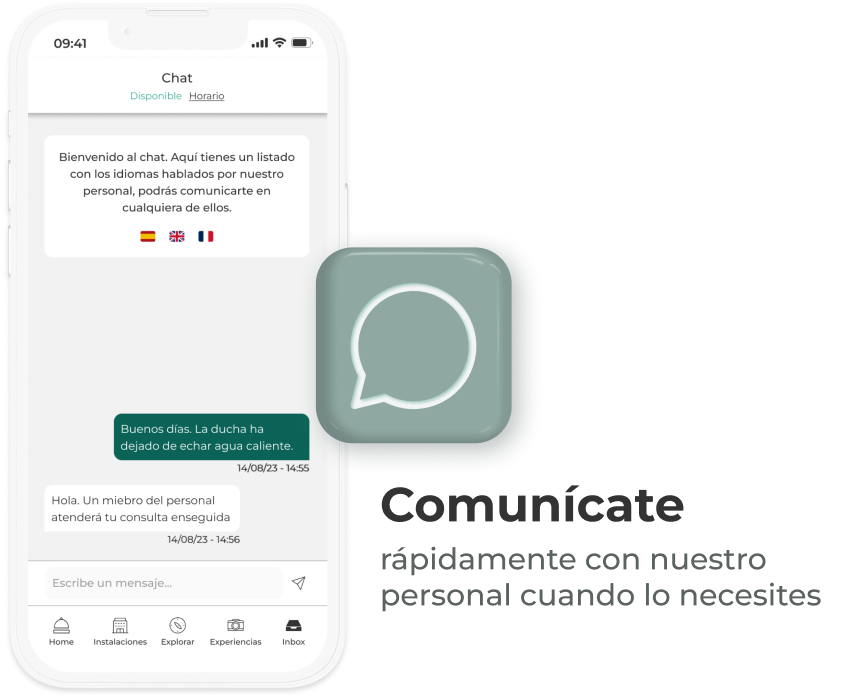 09:41
Chat
Disponible Horario
Bienvenido al chat. Aquí tienes un listado
con los idiomas hablados por nuestro
personal, podrás comunicarte en
cualquiera de ellos.
Buenos días. La ducha ha
dejado de echar agua caliente.
14/08/23 - 14:55
Hola. Un miebro del personal
atenderá tu consulta enseguida
14/08/23 - 14:56
Escribe un mensaje...
Home Instalaciones Explorar Experiencias Inbox
Comunícate
rápidamente con nuestro
personal cuando lo necesites